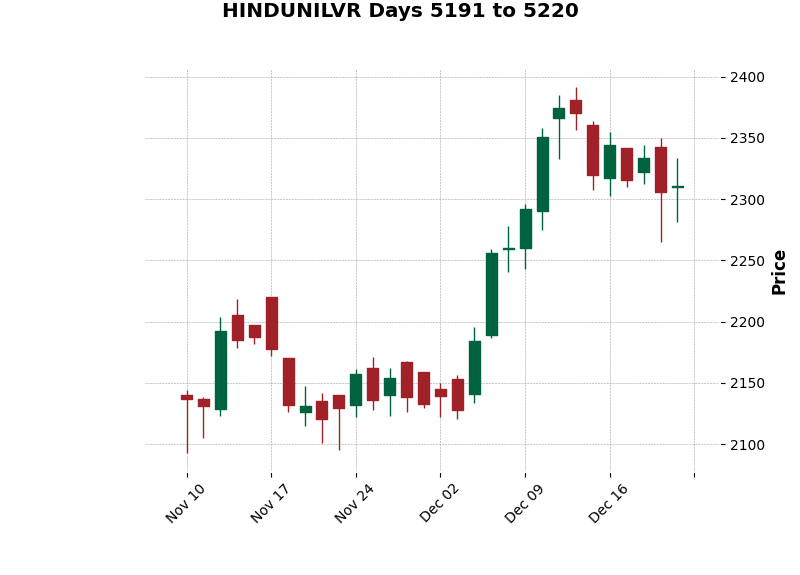 HINDUNILVR Days 5191 to 5220
2400
2350
2300
2250
2200
2150
2100
Price
Nov 10
Nov 17
Nov 24
Dec 02
Dec 09
Dec 16